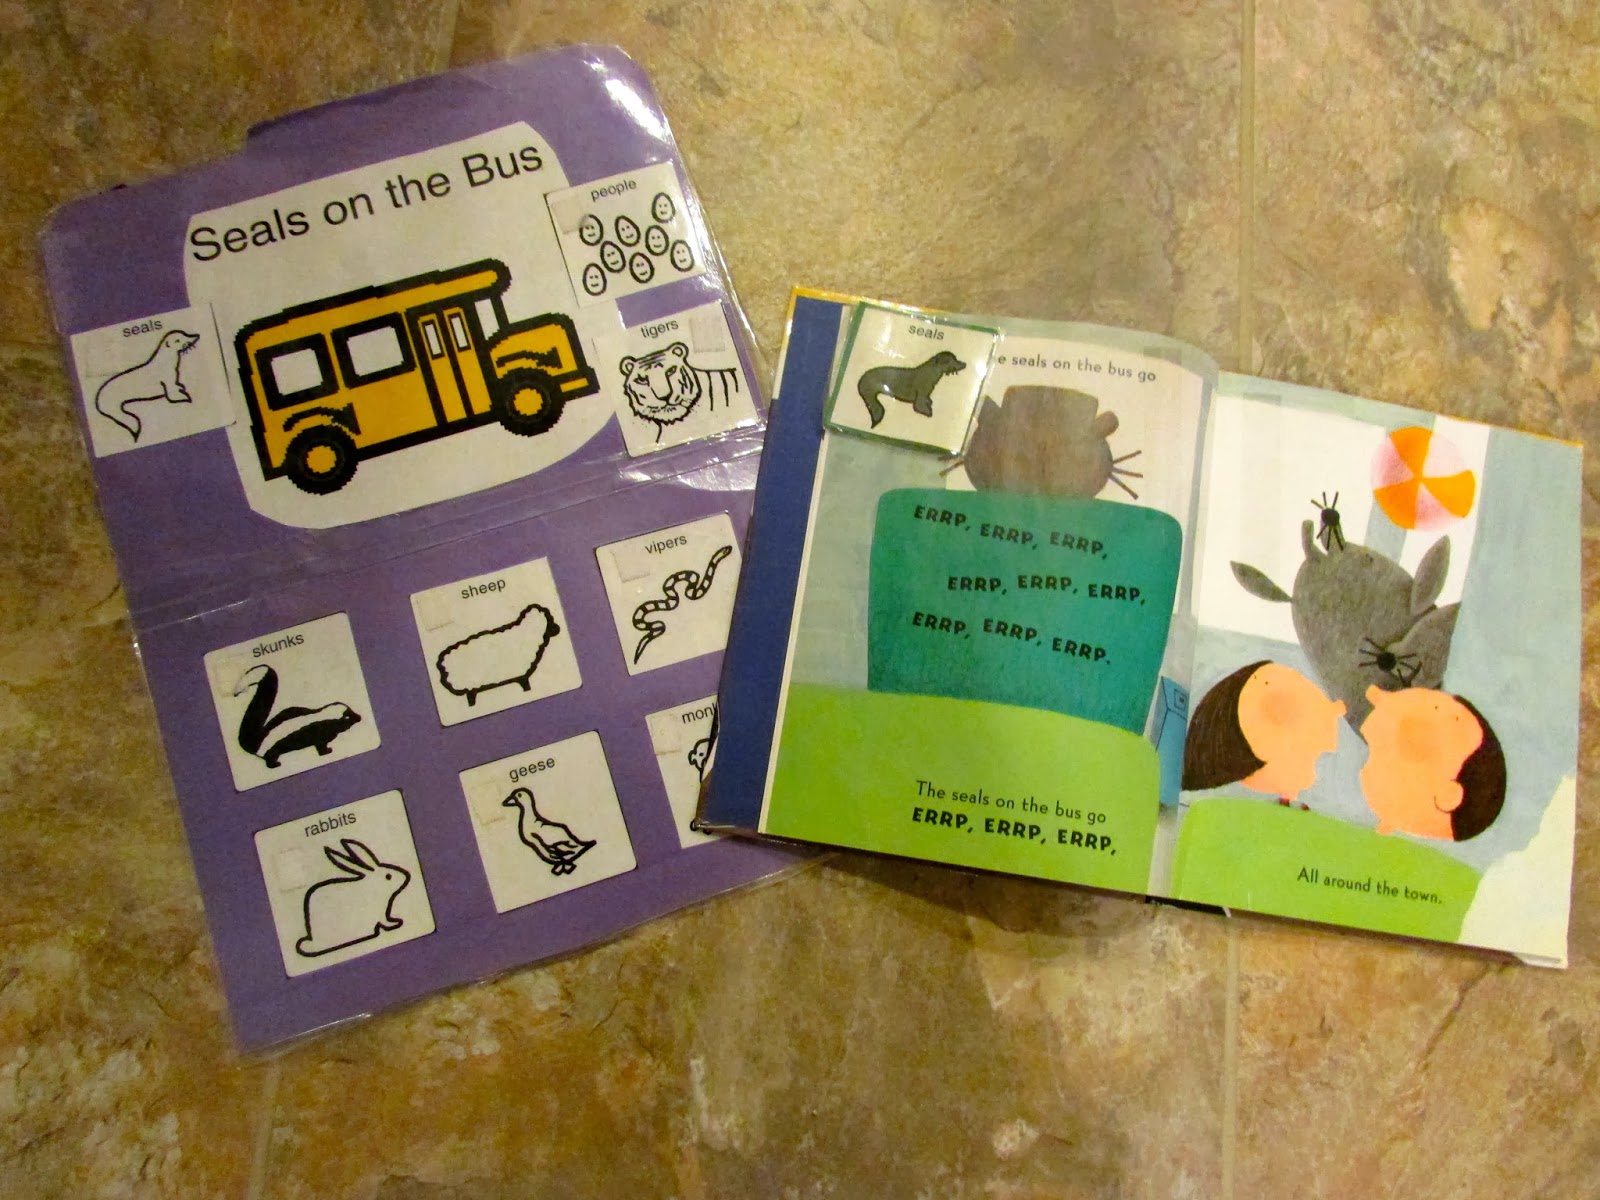 Seals on the Bus
people
seals
tigers
skunks
sheep
vipers
rabbits
geese
seals
seals on the bus go
ERRP, ERRP, ERRP,
ERRP, ERRP, ERRP,
ERRP, ERRP, ERRP.
The seals on the bus go
ERRP, ERRP, ERRP,
All around the town.